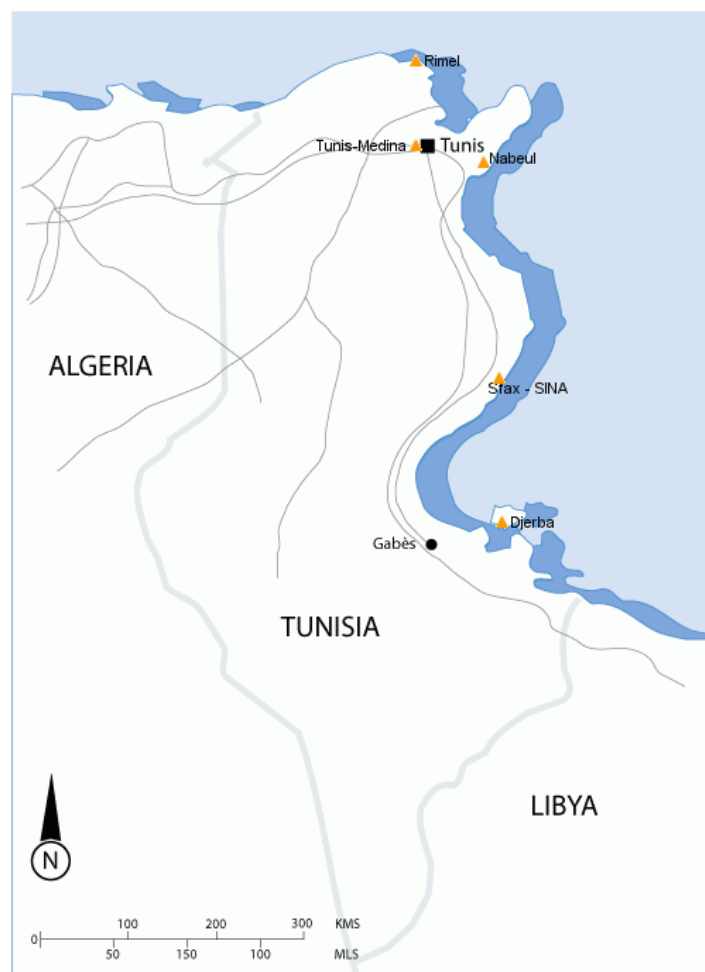 Rimel
Tunis-Medina
Tunis
Nabeul
ALGERIA
Sfax - SINA
Djerba
Gabès
TUNISIA
LIBYA
N
100 200 300 KMS
0
50 150 100 MLS